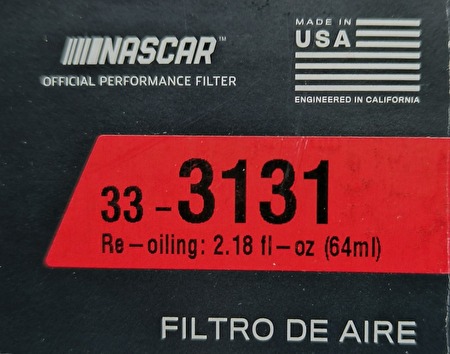 NASCAR™
OFFICIAL PERFORMANCE FILTER
MADE IN
USA
ENGINEERED IN CALIFORNIA
33-3131
Re-oiling: 2.18 fl-oz (64ml)
FILTRO DE AIRE